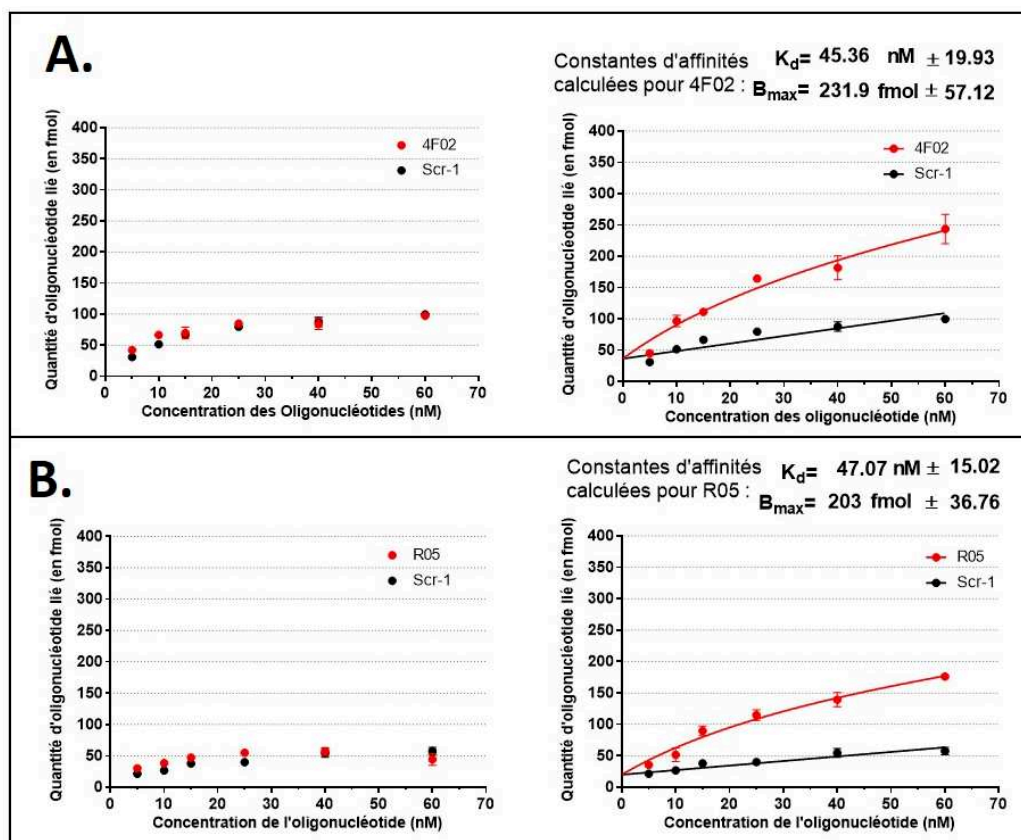 A.
Constantes d'affinités
calculées pour 4F02 :
Kd= 45.36 nM ± 19.93
Bmax= 231.9 fmol ± 57.12
Quantité d'oligonucléotide lié (en fmol)
400
350
300
250
200
150
100
50
0
4F02
Scr-1
0 10 20 30 40 50 60 70
Concentration des Oligonucléotides (nM)
Quantité d'oligonucléotide lié (en fmol)
400
350
300
250
200
150
100
50
0
4F02
Scr-1
0 10 20 30 40 50 60 70
Concentration des oligonucléotide (nM)
B.
Constantes d'affinités
calculées pour R05 :
Kd= 47.07 nM ± 15.02
Bmax= 203 fmol ± 36.76
Quantité d'oligonucléotide lié (en fmol)
400
350
300
250
200
150
100
50
0
R05
Scr-1
0 10 20 30 40 50 60 70
Concentration de l'oligonucléotide (nM)
Quantité d'oligonucléotide lié (en fmol)
400
350
300
250
200
150
100
50
0
R05
Scr-1
0 10 20 30 40 50 60 70
Concentration de l'oligonucléotide (nM)